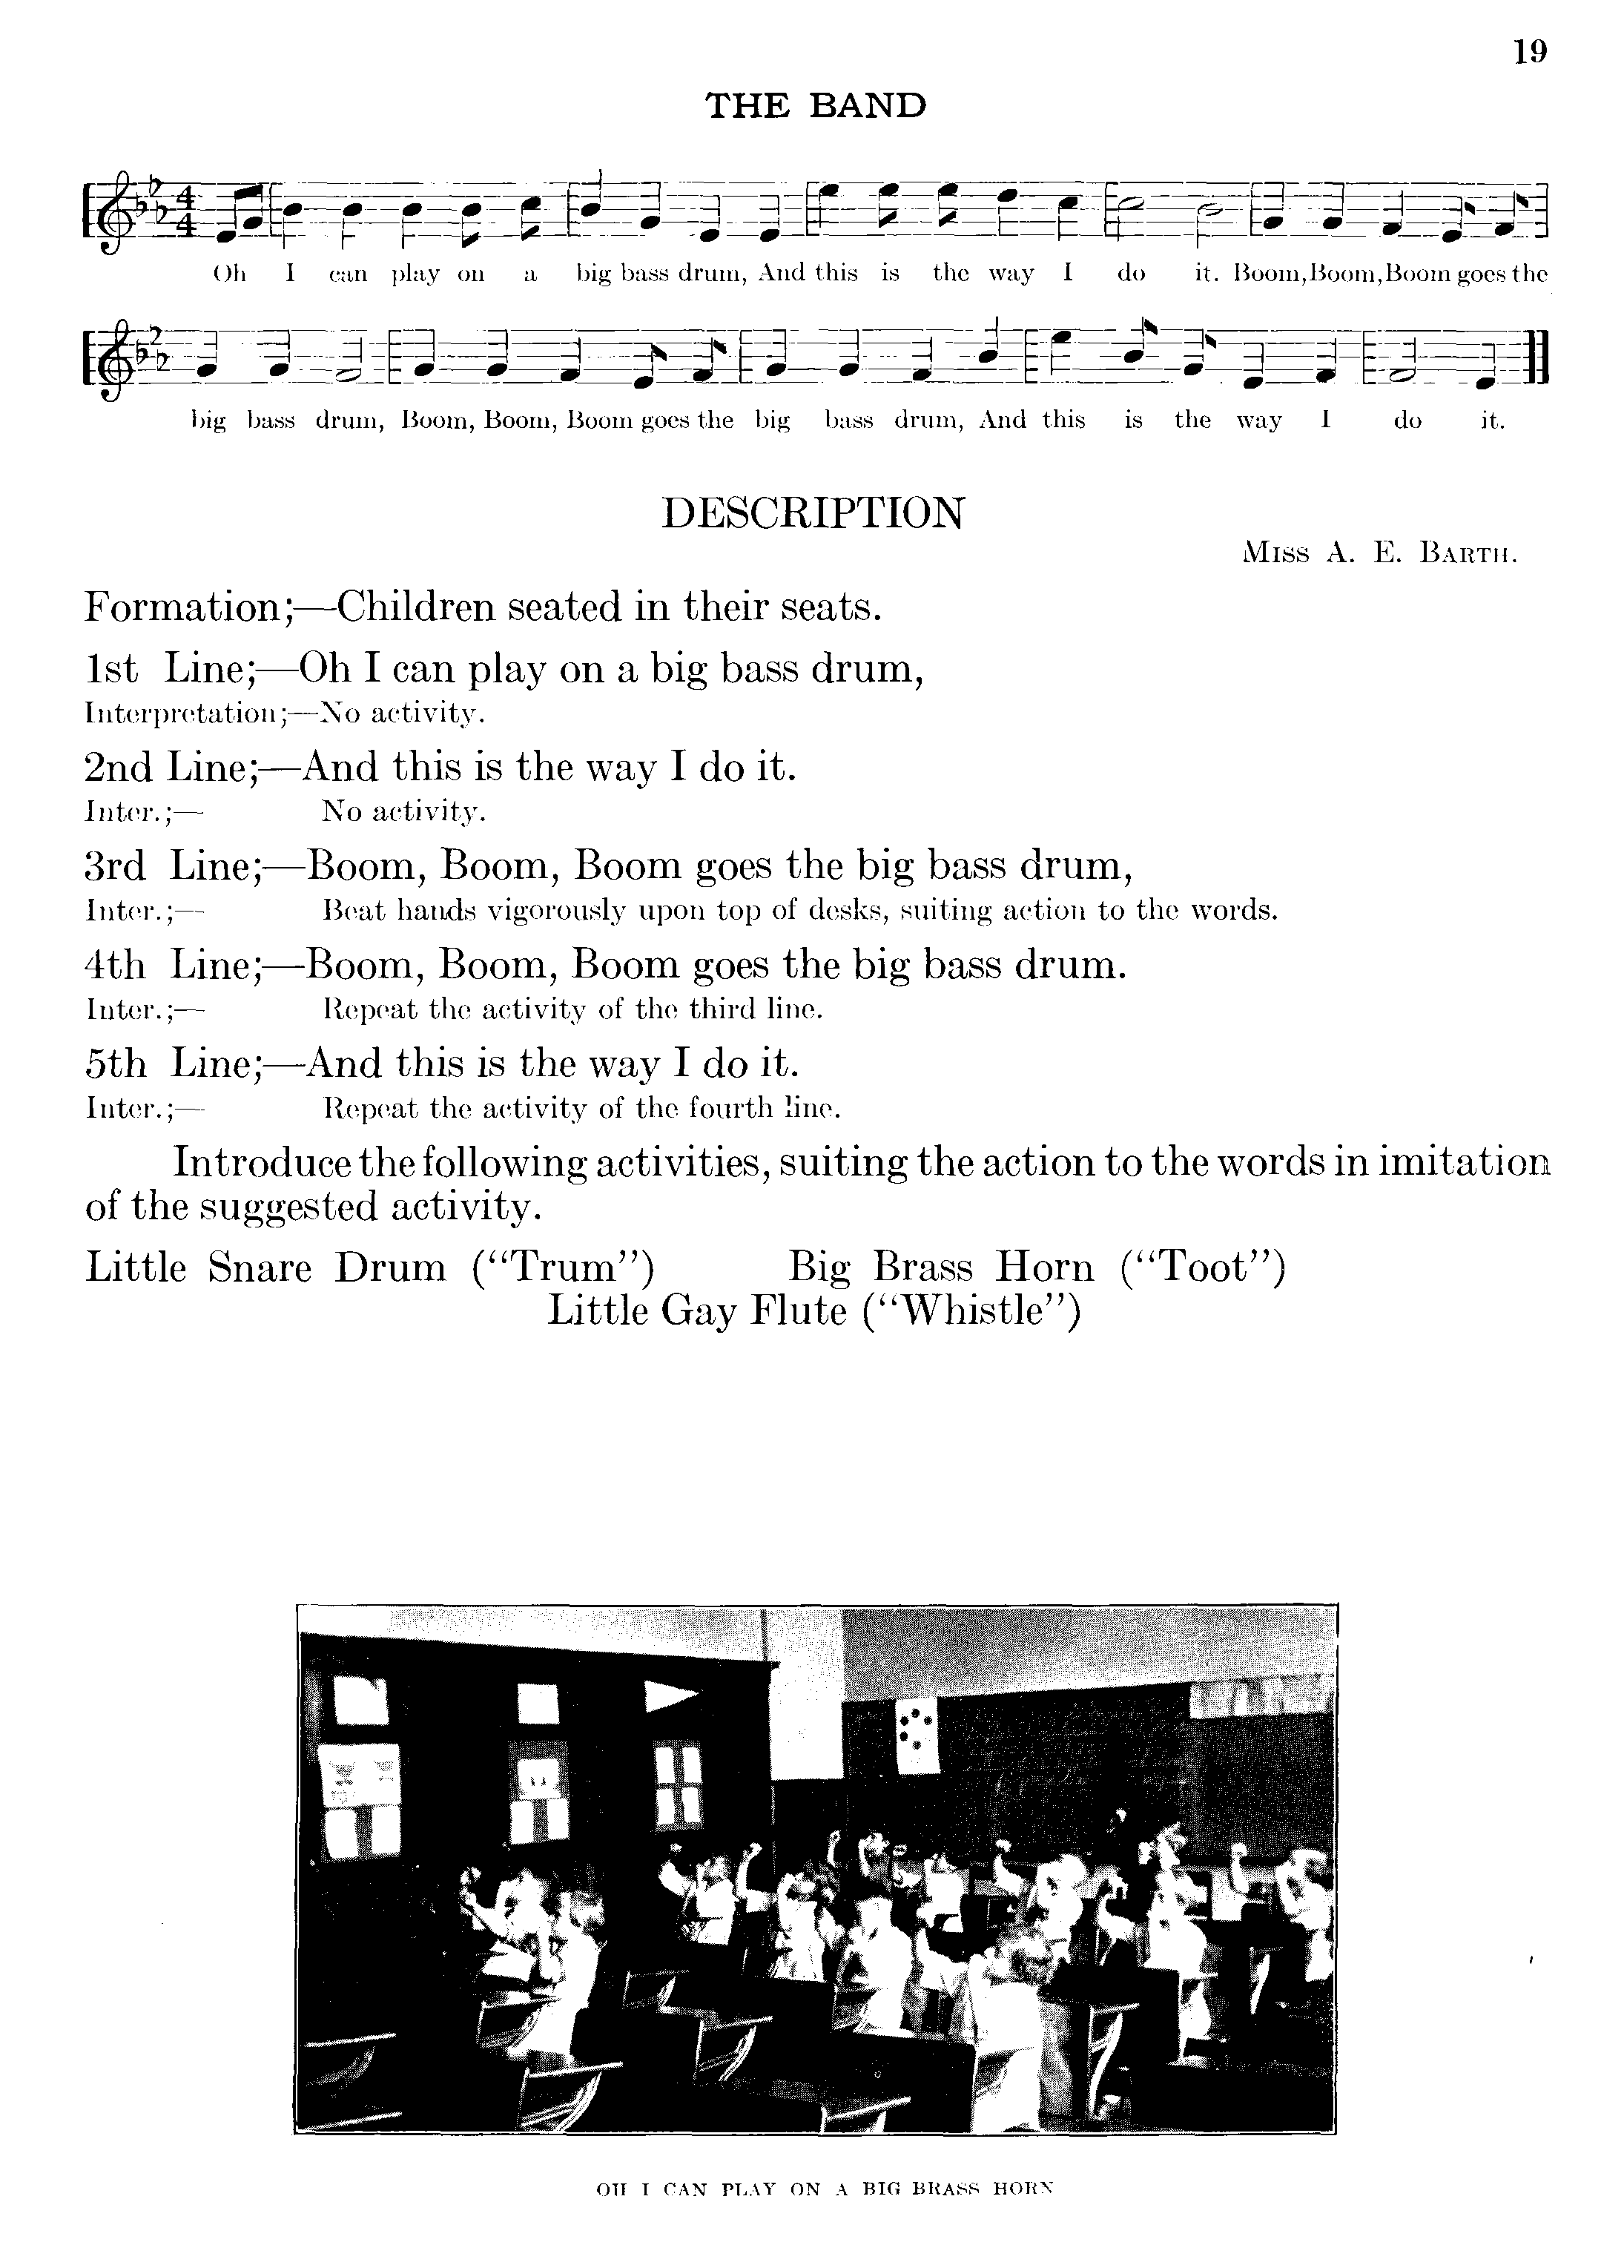 19
THE BAND
4
4
Oh I can play on a big bass drum, And this is the way I do it. Boom, Boom, Boom goes the
big bass drum, Boom, Boom, Boom goes the big bass drum, And this is the way I do it.
DESCRIPTION
MISS A. E. BARTH.
Formation;—Children seated in their seats.
1st Line;—Oh I can play on a big bass drum,
Interpretation;—No activity.
2nd Line;—And this is the way I do it.
Inter.;— No activity.
3rd Line;—Boom, Boom, Boom goes the big bass drum,
Inter.;— Beat hands vigorously upon top of desks, suiting action to the words.
4th Line;—Boom, Boom, Boom goes the big bass drum.
Inter.;— Repeat the activity of the third line.
5th Line;—And this is the way I do it.
Inter.;— Repeat the activity of the fourth line.
Introduce the following activities, suiting the action to the words in imitation
of the suggested activity.
Little Snare Drum (“Trum”) Big Brass Horn (“Toot”)
Little Gay Flute (“Whistle”)
OH I CAN PLAY ON A BIG BRASS HORN